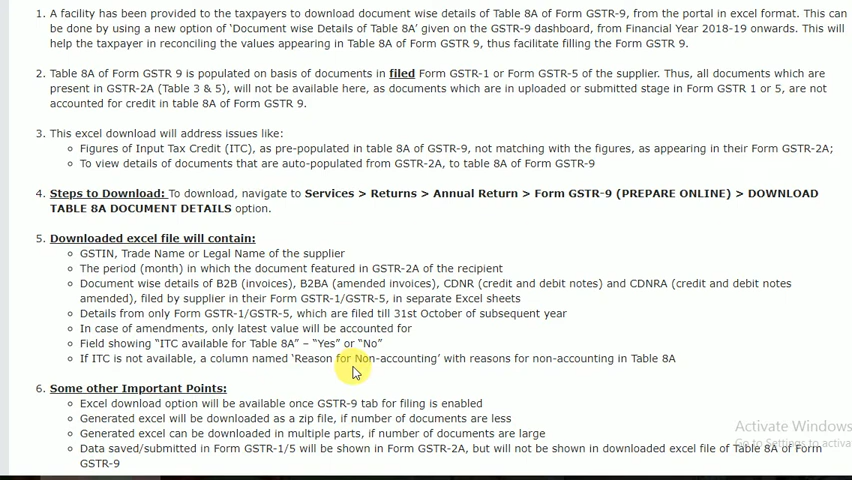 1. A facility has been provided to the taxpayers to download document wise details of Table 8A of Form GSTR-9, from the portal in excel format. This can
be done by using a new option of ‘Document wise Details of Table 8A’ given on the GSTR-9 dashboard, from Financial Year 2018-19 onwards. This will
help the taxpayer in reconciling the values appearing in Table 8A of Form GSTR 9, thus facilitate filling the Form GSTR 9.
2. Table 8A of Form GSTR 9 is populated on basis of documents in filed Form GSTR-1 or Form GSTR-5 of the supplier. Thus, all documents which are
present in GSTR-2A (Table 3 & 5), will not be available here, as documents which are in uploaded or submitted stage in Form GSTR 1 or 5, are not
accounted for credit in table 8A of Form GSTR 9.
3. This excel download will address issues like:
Figures of Input Tax Credit (ITC), as pre-populated in table 8A of GSTR-9, not matching with the figures, as appearing in their Form GSTR-2A;
To view details of documents that are auto-populated from GSTR-2A, to table 8A of Form GSTR-9
4. Steps to Download: To download, navigate to Services > Returns > Annual Return > Form GSTR-9 (PREPARE ONLINE) > DOWNLOAD
TABLE 8A DOCUMENT DETAILS option.
5. Downloaded excel file will contain:
GSTIN, Trade Name or Legal Name of the supplier
The period (month) in which the document featured in GSTR-2A of the recipient
Document wise details of B2B (invoices), B2BA (amended invoices), CDNR (credit and debit notes) and CDNRA (credit and debit notes
amended), filed by supplier in their Form GSTR-1/GSTR-5, in separate Excel sheets
Details from only Form GSTR-1/GSTR-5, which are filed till 31st October of subsequent year
In case of amendments, only latest value will be accounted for
Field showing “ITC available for Table 8A” – “Yes” or “No”
If ITC is not available, a column named ‘Reason for Non-accounting’ with reasons for non-accounting in Table 8A
6. Some other Important Points:
Excel download option will be available once GSTR-9 tab for filing is enabled
Generated excel will be downloaded as a zip file, if number of documents are less
Generated excel can be downloaded in multiple parts, if number of documents are large
Data saved/submitted in Form GSTR-1/5 will be shown in Form GSTR-2A, but will not be shown in downloaded excel file of Table 8A of Form
GSTR-9
Activate Windows
Go to Settings to activa